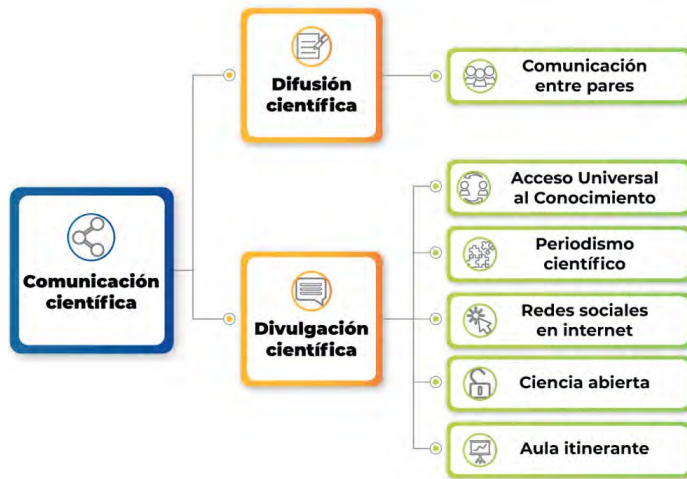 Difusión
científica
Comunicación
entre pares
Comunicación
científica
Divulgación
científica
Acceso Universal
al Conocimiento
Periodismo
científico
Redes sociales
en internet
Ciencia abierta
Aula itinerante